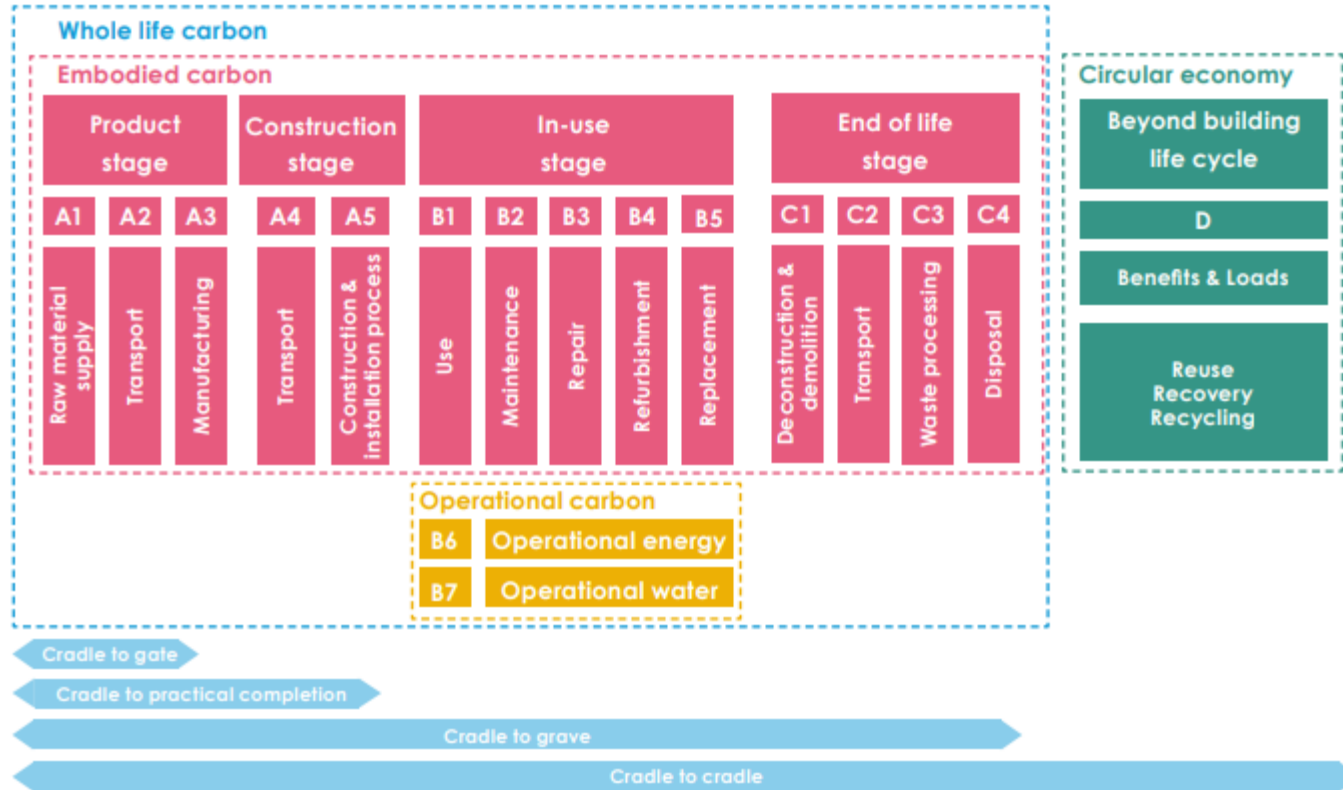 Whole life carbon
Embodied carbon
Product
stage
Construction
stage
In-use
stage
End of life
stage
A1
A2
A3
A4
A5
B1
B2
B3
B4
B5
C1
C2
C3
C4
Raw material
supply
Transport
Manufacturing
Transport
Construction &
installation process
Use
Maintenance
Repair
Refurbishment
Replacement
Deconstruction &
demolition
Transport
Waste processing
Disposal
Operational carbon
B6
Operational energy
B7
Operational water
Circular economy
Beyond building
life cycle
D
Benefits & Loads
Reuse
Recovery
Recycling
Cradle to gate
Cradle to practical completion
Cradle to grave
Cradle to cradle